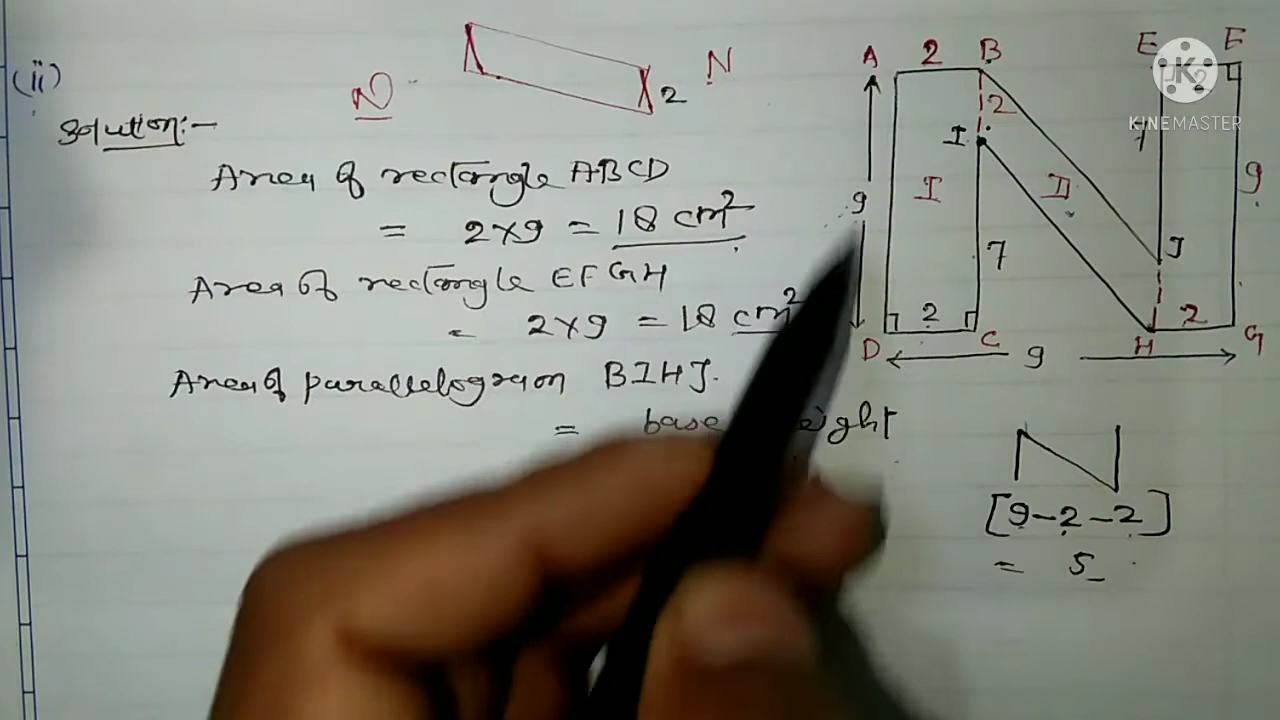 (ii)
Solution:-
N
2
N
Area of rectangle ABCD
= 2×9 = 18 cm²
Area of rectangle EFGH
= 2×9 = 18 cm²
Area of parallelogram BIHJ.
= base
A 2 B E F
2
I
I II
9
7
7
9
J
2
2
D C H G
9
[9-2-2]
= 5
K2
KINEMASTER